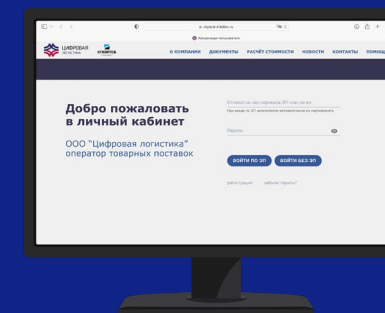 ЦИФРОВАЯ
ЛОГИСТИКА
О КОМПАНИИ ДОКУМЕНТЫ РАСЧЁТ СТОИМОСТИ НОВОСТИ КОНТАКТЫ ПОМОЩ
Добро пожаловать
в личный кабинет
ООО "Цифровая логистика"
оператор товарных поставок
Пароль
ВОЙТИ ПО ЭП ВОЙТИ БЕЗ ЭП
регистрация забыли пароль?